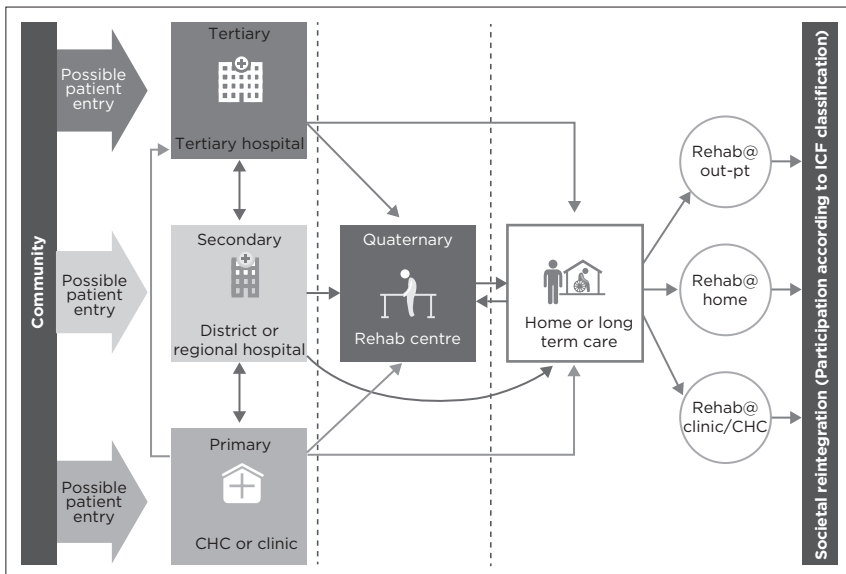 Community
Possible
patient
entry
Tertiary
Tertiary hospital
Possible
patient
entry
Secondary
District or
regional hospital
Possible
patient
entry
Primary
CHC or clinic
Quaternary
Rehab centre
Home or long
term care
Rehab@
out-pt
Rehab@
home
Rehab@
clinic/CHC
Societal reintegration (Participation according to ICF classification)